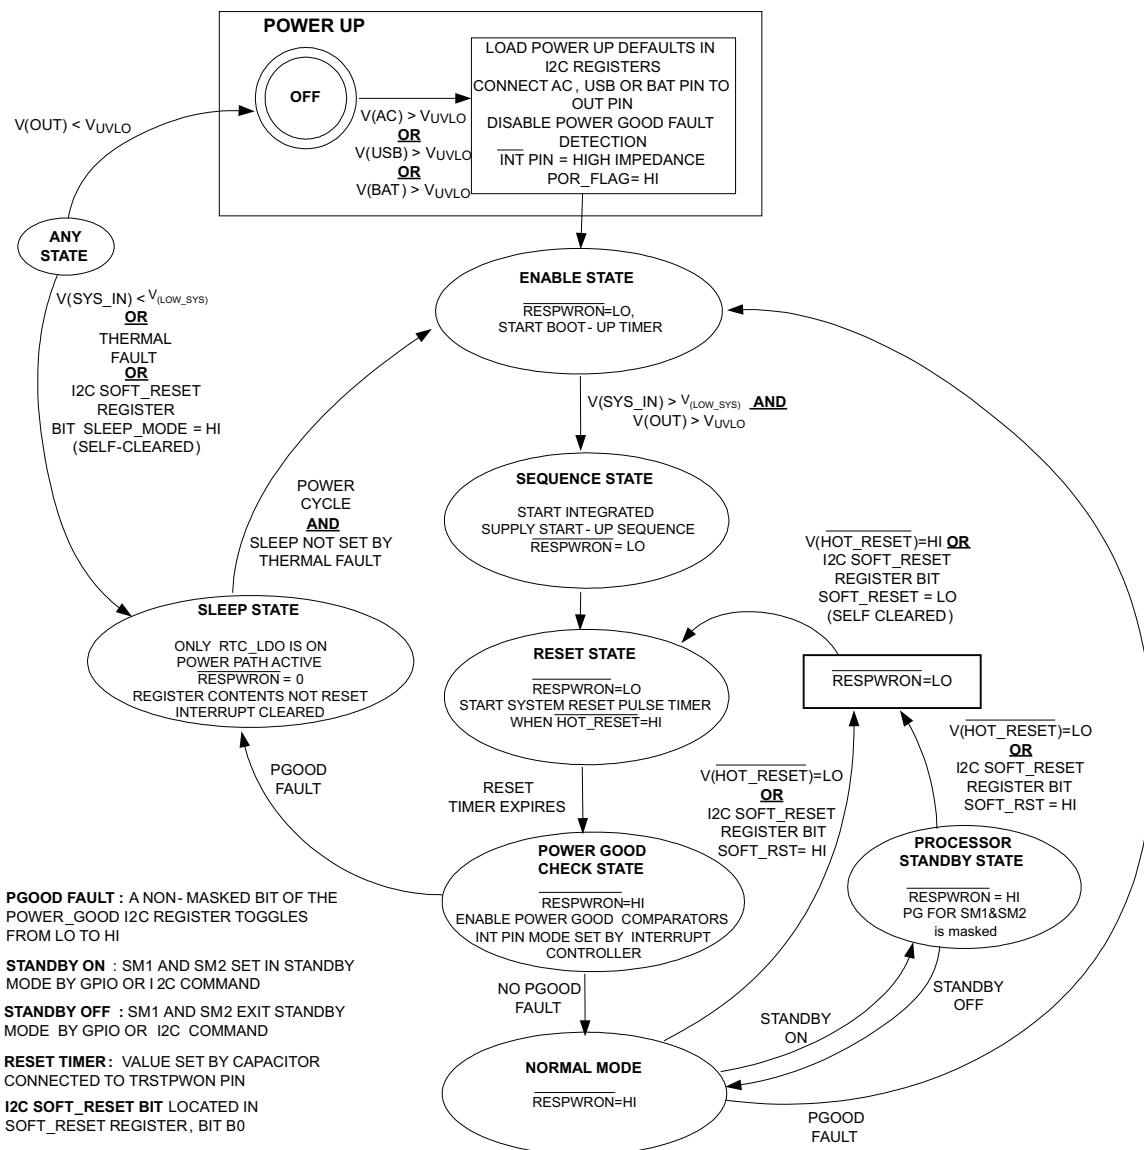 POWER UP
OFF
V(AC) > VUVLO
OR
V(USB) > VUVLO
OR
V(BAT) > VUVLO
LOAD POWER UP DEFAULTS IN
I2C REGISTERS
CONNECT AC, USB OR BAT PIN TO
OUT PIN
DISABLE POWER GOOD FAULT
DETECTION
INT PIN = HIGH IMPEDANCE
POR_FLAG= HI
V(OUT) < VUVLO
ANY
STATE
V(SYS_IN) < V(LOW_SYS)
OR
THERMAL
FAULT
OR
I2C SOFT_RESET
REGISTER
BIT SLEEP_MODE = HI
(SELF-CLEARED)
ENABLE STATE
RESPWRON=LO,
START BOOT- UP TIMER
V(SYS_IN) > V(LOW_SYS) AND
V(OUT) > VUVLO
SEQUENCE STATE
START INTEGRATED
SUPPLY START- UP SEQUENCE
RESPWRON= LO
POWER
CYCLE
AND
SLEEP NOT SET BY
THERMAL FAULT
SLEEP STATE
ONLY RTC_LDO IS ON
POWER PATH ACTIVE
RESPWRON = 0
REGISTER CONTENTS NOT RESET
INTERRUPT CLEARED
V(HOT_RESET)=HI OR
I2C SOFT_RESET
REGISTER BIT
SOFT_RESET = LO
(SELF CLEARED)
RESET STATE
RESPWRON=LO
START SYSTEM RESET PULSE TIMER
WHEN HOT_RESET=HI
RESPWRON=LO
V(HOT_RESET)=LO
OR
I2C SOFT_RESET
REGISTER BIT
SOFT_RST = HI
PGOOD
FAULT
RESET
TIMER EXPIRES
V(HOT_RESET)=LO
OR
I2C SOFT_RESET
REGISTER BIT
SOFT_RST= HI
POWER GOOD
CHECK STATE
RESPWRON=HI
ENABLE POWER GOOD COMPARATORS
INT PIN MODE SET BY INTERRUPT
CONTROLLER
PROCESSOR
STANDBY STATE
RESPWRON = HI
PG FOR SM1&SM2
is masked
NO PGOOD
FAULT
STANDBY
ON
STANDBY
OFF
NORMAL MODE
RESPWRON=HI
PGOOD
FAULT
PGOOD FAULT : A NON- MASKED BIT OF THE
POWER_GOOD I2C REGISTER TOGGLES
FROM LO TO HI
STANDBY ON : SM1 AND SM2 SET IN STANDBY
MODE BY GPIO OR I2C COMMAND
STANDBY OFF : SM1 AND SM2 EXIT STANDBY
MODE BY GPIO OR I2C COMMAND
RESET TIMER: VALUE SET BY CAPACITOR
CONNECTED TO TRSTPWON PIN
I2C SOFT_RESET BIT LOCATED IN
SOFT_RESET REGISTER, BIT B0